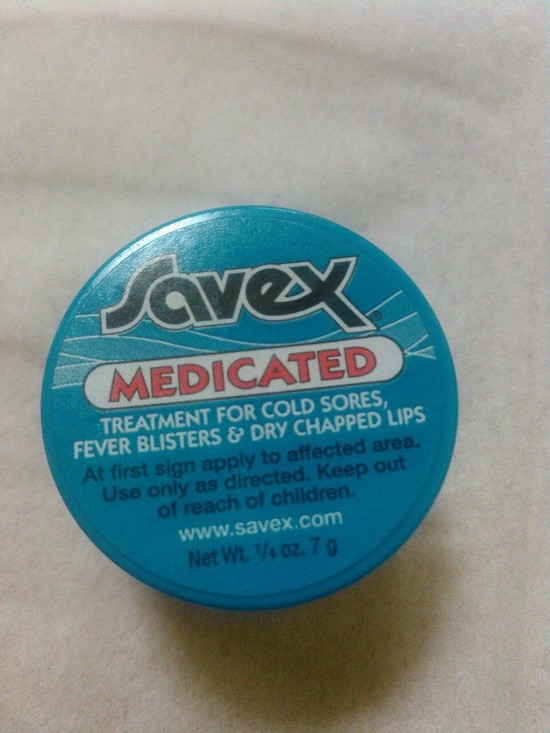 Savex®
MEDICATED
TREATMENT FOR COLD SORES,
FEVER BLISTERS & DRY CHAPPED LIPS
At first sign apply to affected area.
Use only as directed. Keep out
of reach of children.
www.savex.com
Net Wt. 1/4 oz. 7 g